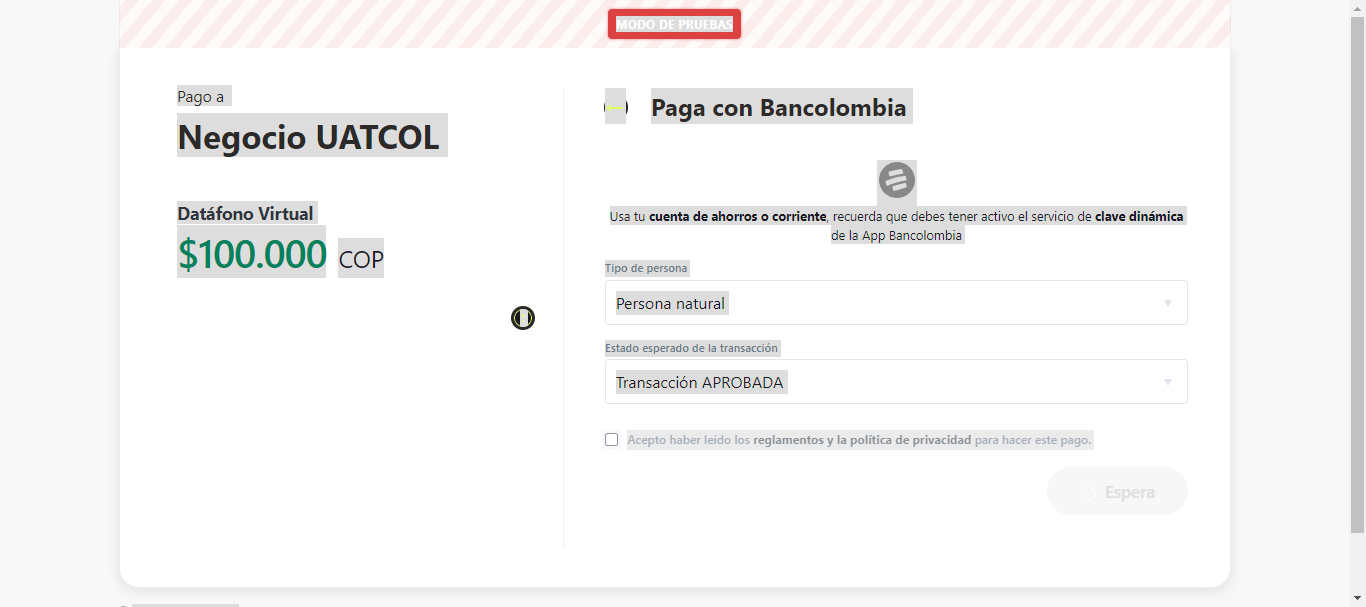 MODO DE PRUEBAS
Pago a
Negocio UATCOL
Datáfono Virtual
$100.000 COP
Paga con Bancolombia
Usa tu cuenta de ahorros o corriente, recuerda que debes tener activo el servicio de clave dinámica
de la App Bancolombia
Tipo de persona
Persona natural
Estado esperado de la transacción
Transacción APROBADA
Acepto haber leído los reglamentos y la política de privacidad para hacer este pago.
Espera